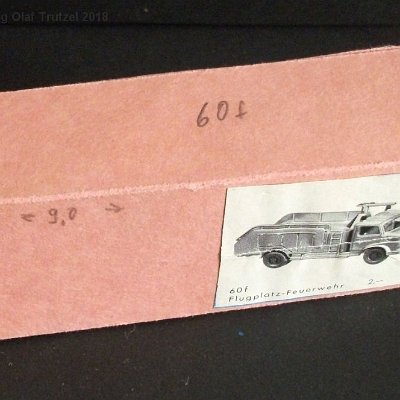 g Olaf Trutzel 2018
60f
9,0
60f
Flugplatz-Feuerwehr 2.—